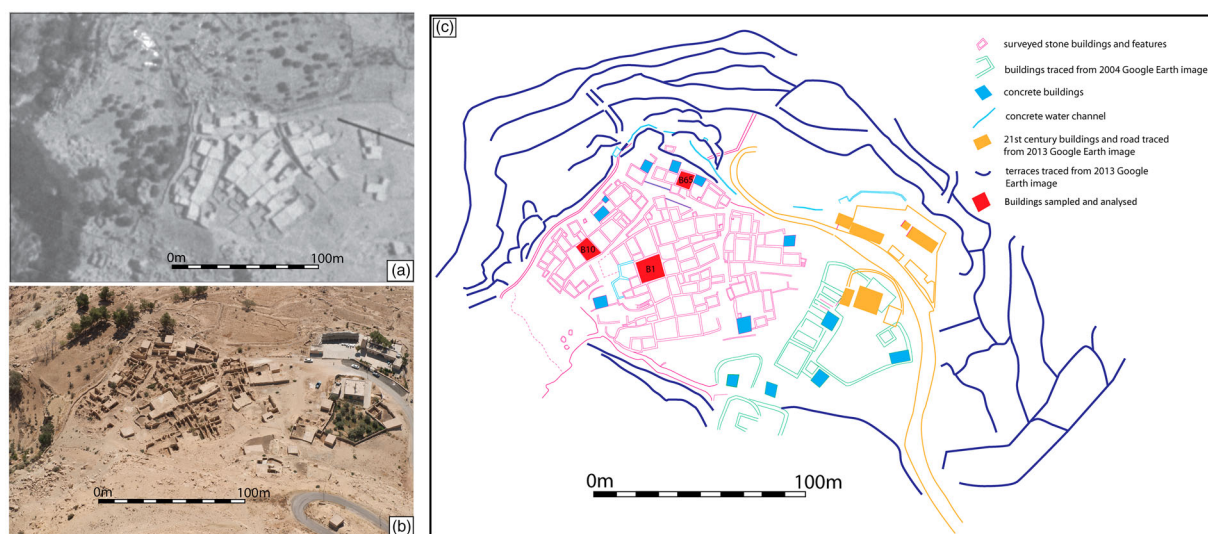 0m
100m
(a)
0m
100m
(b)
(c)
surveyed stone buildings and features
buildings traced from 2004 Google Earth image
concrete buildings
concrete water channel
21st century buildings and road traced
from 2013 Google Earth image
terraces traced from 2013 Google
Earth image
Buildings sampled and analysed
B65
B10
B1
0m
100m